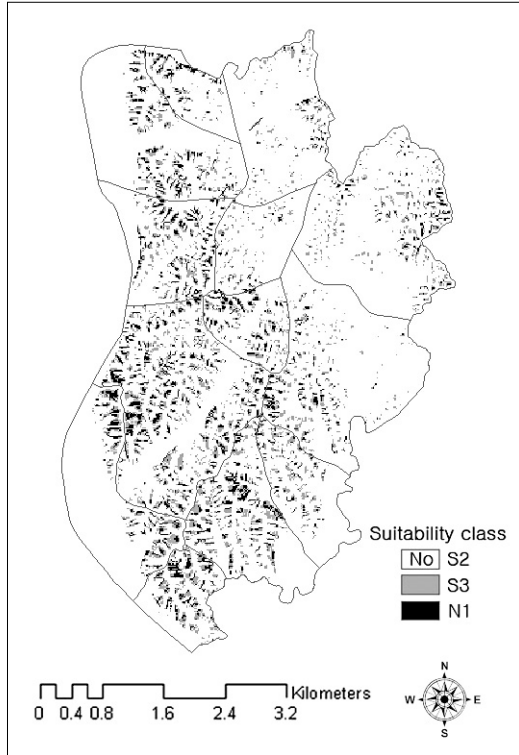 Suitability class
No S2
S3
N1
Kilometers
0 0.4 0.8 1.6 2.4 3.2
N
W E
S